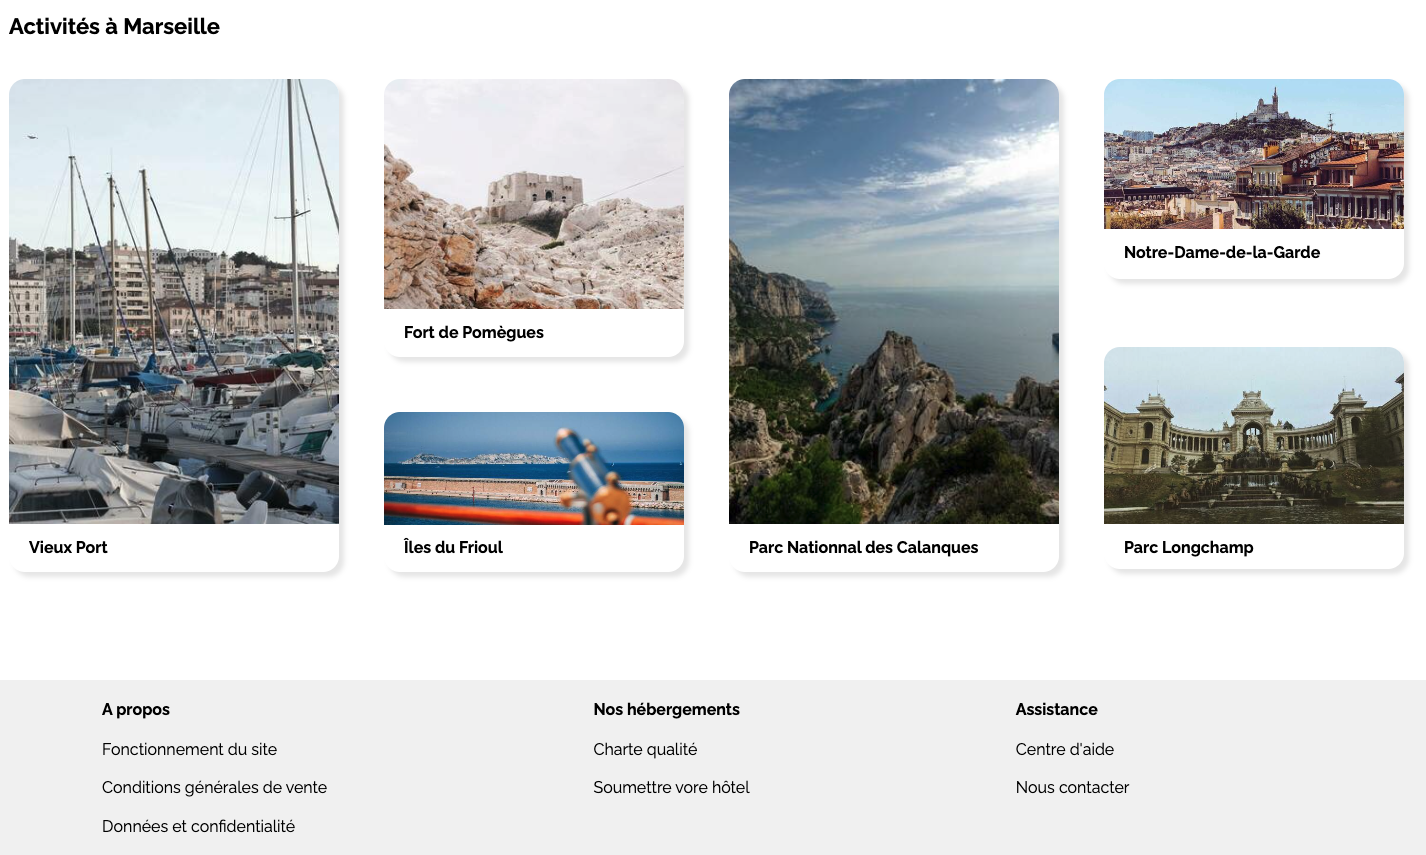 Activités à Marseille
Vieux Port
Fort de Pomègues
Îles du Frioul
Parc Nationnal des Calanques
Notre-Dame-de-la-Garde
Parc Longchamp
A propos
Fonctionnement du site
Conditions générales de vente
Données et confidentialité
Nos hébergements
Charte qualité
Soumettre vore hôtel
Assistance
Centre d'aide
Nous contacter